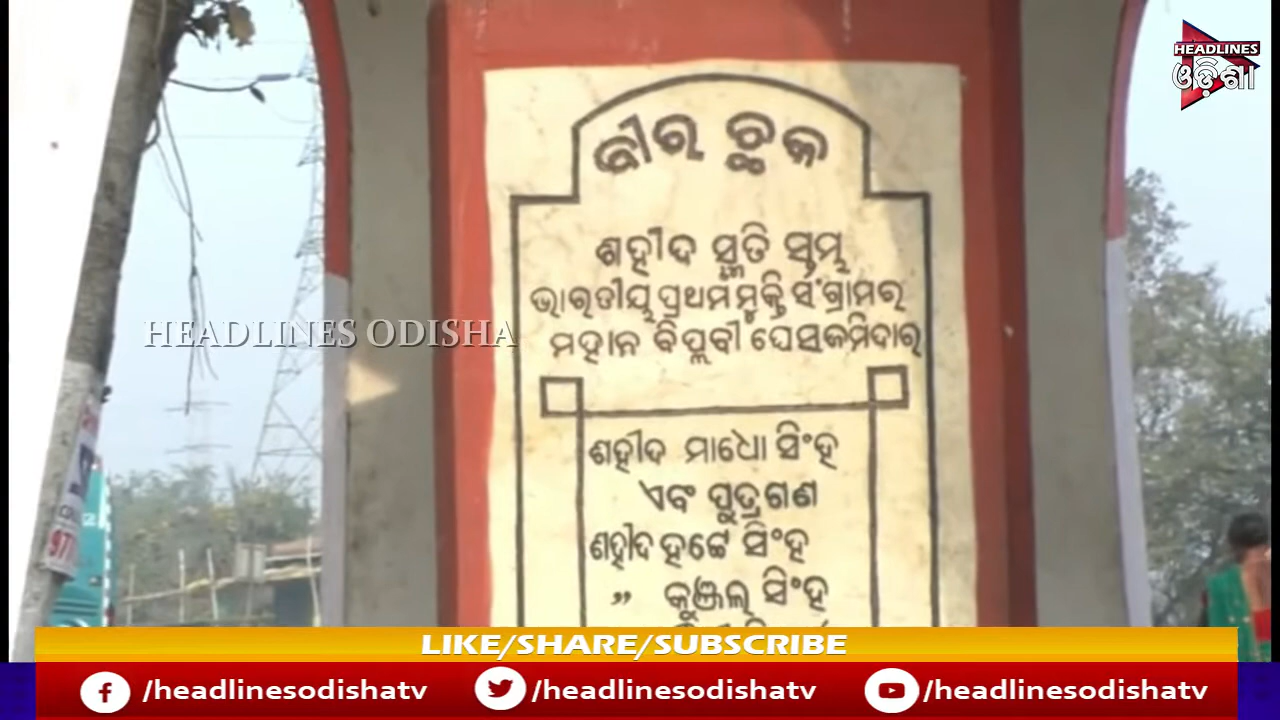 HEADLINES
ଓଡ଼ିଶା
ବୀର ଚ୍ଛକ
ଶହୀଦ ସ୍ମୃତି ସ୍ତମ୍ଭ
ଭାରତୀୟ ପ୍ରଥମ ମୁକ୍ତି ସଂଗ୍ରାମର
ମହାନ ବିପ୍ଳବୀ ଘେସ୍ ଜମିଦାର
HEADLINES ODISHA
ଶହୀଦ ମାଧୋ ସିଂହ
ଏବଂ ପୁତ୍ରଗଣ
ଶହୀଦ ହଟ୍ଟେ ସିଂହ
” କୁଞ୍ଜଲ୍ ସିଂହ
LIKE/SHARE/SUBSCRIBE
/headlinesodishatv /headlinesodishatv /headlinesodishatv